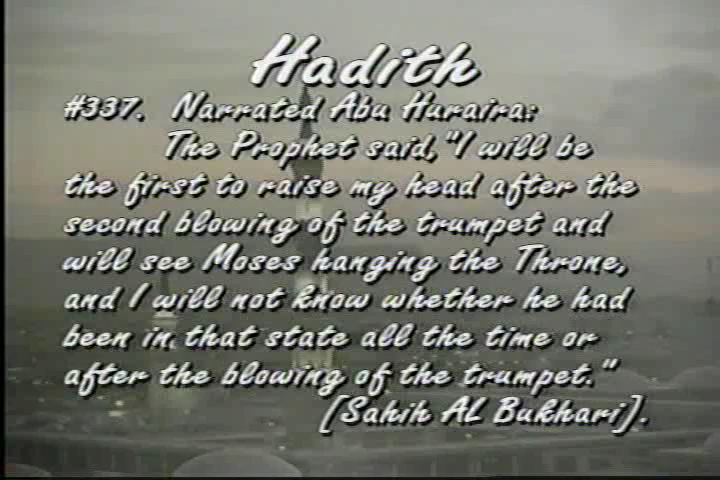 Hadith
#337. Narrated Abu Huraira:
The Prophet said,"I will be
the first to raise my head after the
second blowing of the trumpet and
will see Moses hanging the Throne,
and I will not know whether he had
been in that state all the time or
after the blowing of the trumpet."
[Sahih AL Bukhari].